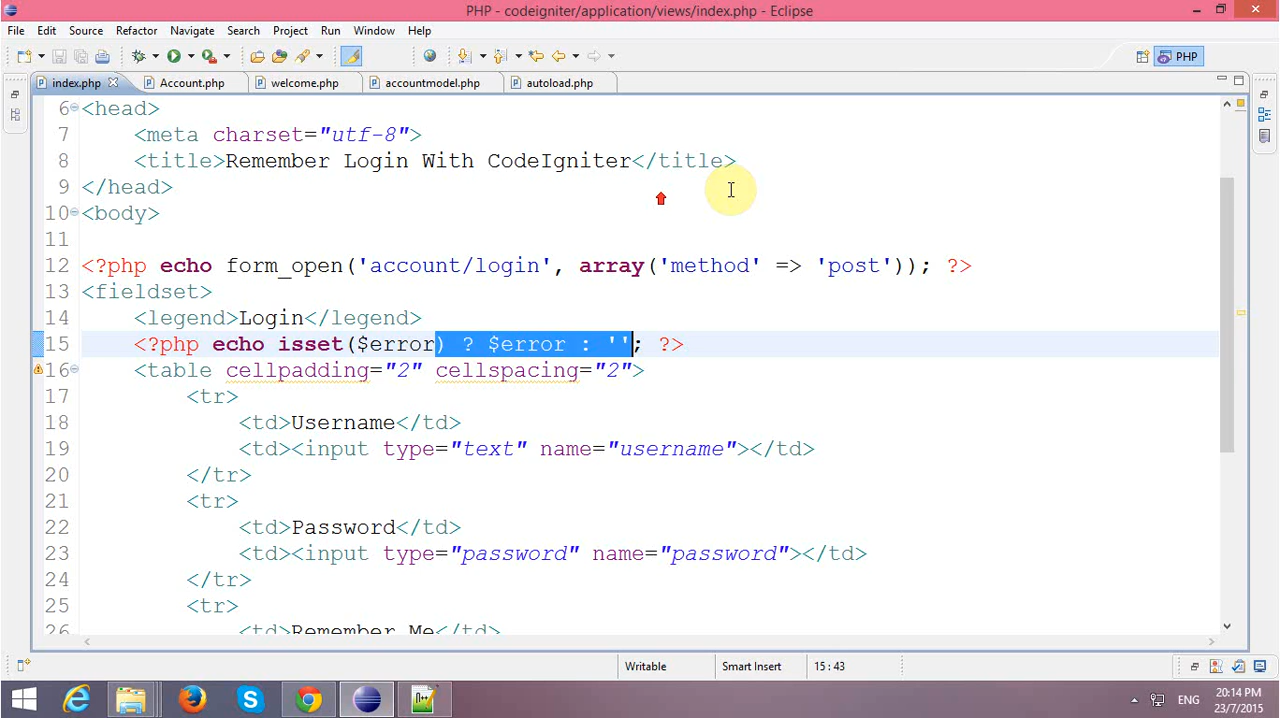 PHP - codeigniter/application/views/index.php - Eclipse
File Edit Source Refactor Navigate Search Project Run Window Help
PHP
index.php Account.php welcome.php accountmodel.php autoload.php
6 <head>
7 <meta charset="utf-8">
8 <title>Remember Login With CodeIgniter</title>
9 </head>
10 <body>
11
12 <?php echo form_open('account/login', array('method' => 'post')); ?>
13 <fieldset>
14 <legend>Login</legend>
15 <?php echo isset($error) ? $error : ''; ?>
16 <table cellpadding="2" cellspacing="2">
17 <tr>
18 <td>Username</td>
19 <td><input type="text" name="username"></td>
20 </tr>
21 <tr>
22 <td>Password</td>
23 <td><input type="password" name="password"></td>
24 </tr>
25 <tr>
26 <td>Remember Me</td>
Writable Smart Insert 15 : 43
ENG 20:14 PM
23/7/2015